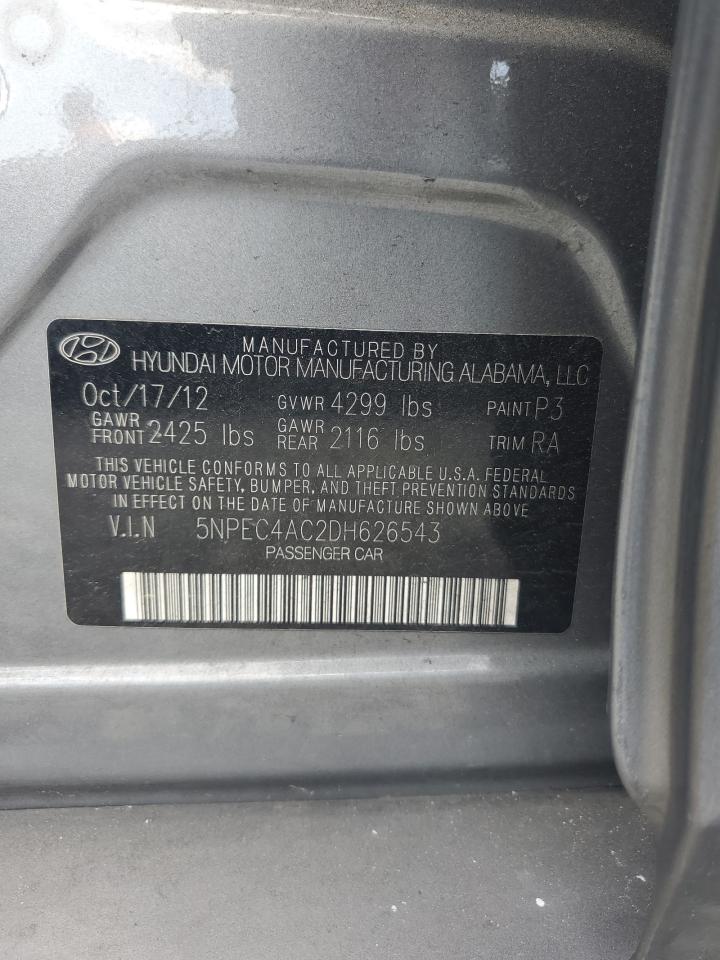 MANUFACTURED BY
HYUNDAI MOTOR MANUFACTURING ALABAMA, LLC
Oct/17/12 GVWR 4299 lbs PAINT P3
GAWR FRONT 2425 lbs GAWR REAR 2116 lbs TRIM RA
THIS VEHICLE CONFORMS TO ALL APPLICABLE U.S.A. FEDERAL
MOTOR VEHICLE SAFETY, BUMPER, AND THEFT PREVENTION STANDARDS
IN EFFECT ON THE DATE OF MANUFACTURE SHOWN ABOVE
V.I.N 5NPEC4AC2DH626543
PASSENGER CAR